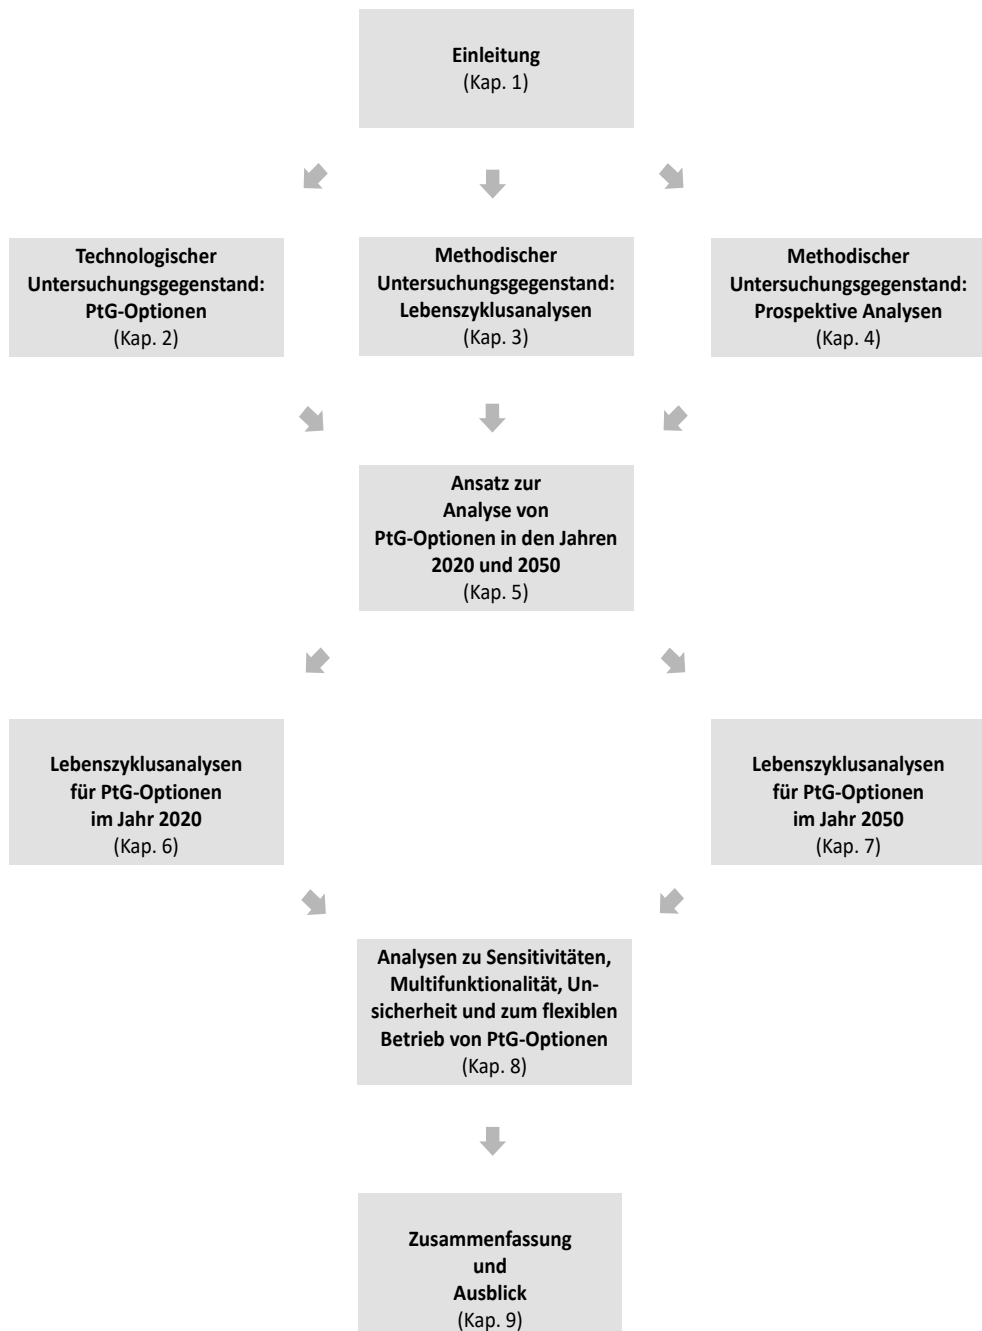 Einleitung
(Kap. 1)
Technologischer
Untersuchungsgegenstand:
PtG-Optionen
(Kap. 2)
Methodischer
Untersuchungsgegenstand:
Lebenszyklusanalysen
(Kap. 3)
Methodischer
Untersuchungsgegenstand:
Prospektive Analysen
(Kap. 4)
Ansatz zur
Analyse von
PtG-Optionen in den Jahren
2020 und 2050
(Kap. 5)
Lebenszyklusanalysen
für PtG-Optionen
im Jahr 2020
(Kap. 6)
Lebenszyklusanalysen
für PtG-Optionen
im Jahr 2050
(Kap. 7)
Analysen zu Sensitivitäten,
Multifunktionalität, Un-
sicherheit und zum flexiblen
Betrieb von PtG-Optionen
(Kap. 8)
Zusammenfassung
und
Ausblick
(Kap. 9)